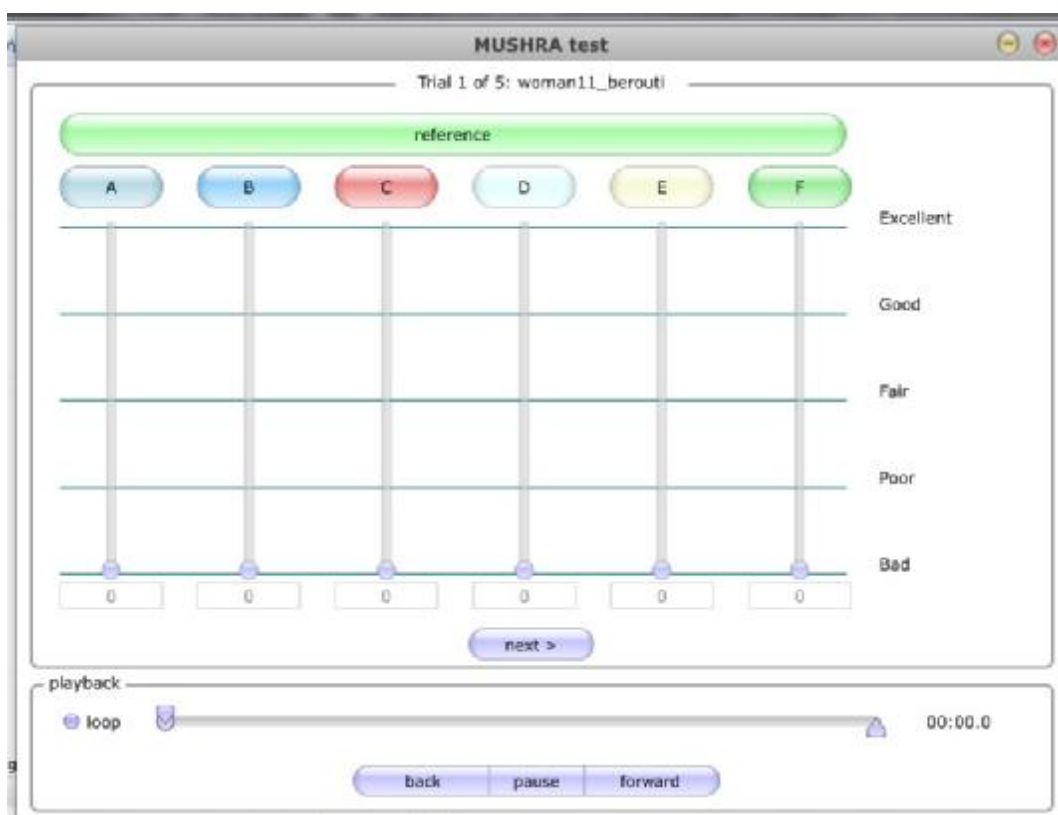 MUSHRA test
Trial 1 of 5: woman11_berouti
reference
A B C D E F
Excellent
Good
Fair
Poor
Bad
0 0 0 0 0 0
next >
playback
loop 00:00.0
back pause forward